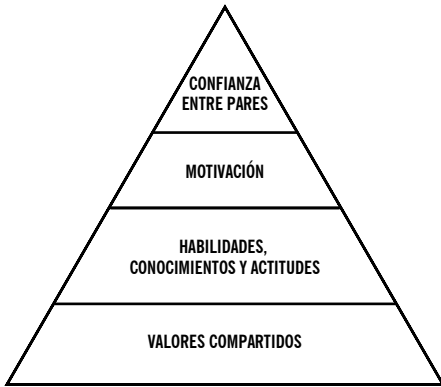 CONFIANZA
ENTRE PARES
MOTIVACIÓN
HABILIDADES,
CONOCIMIENTOS Y ACTITUDES
VALORES COMPARTIDOS